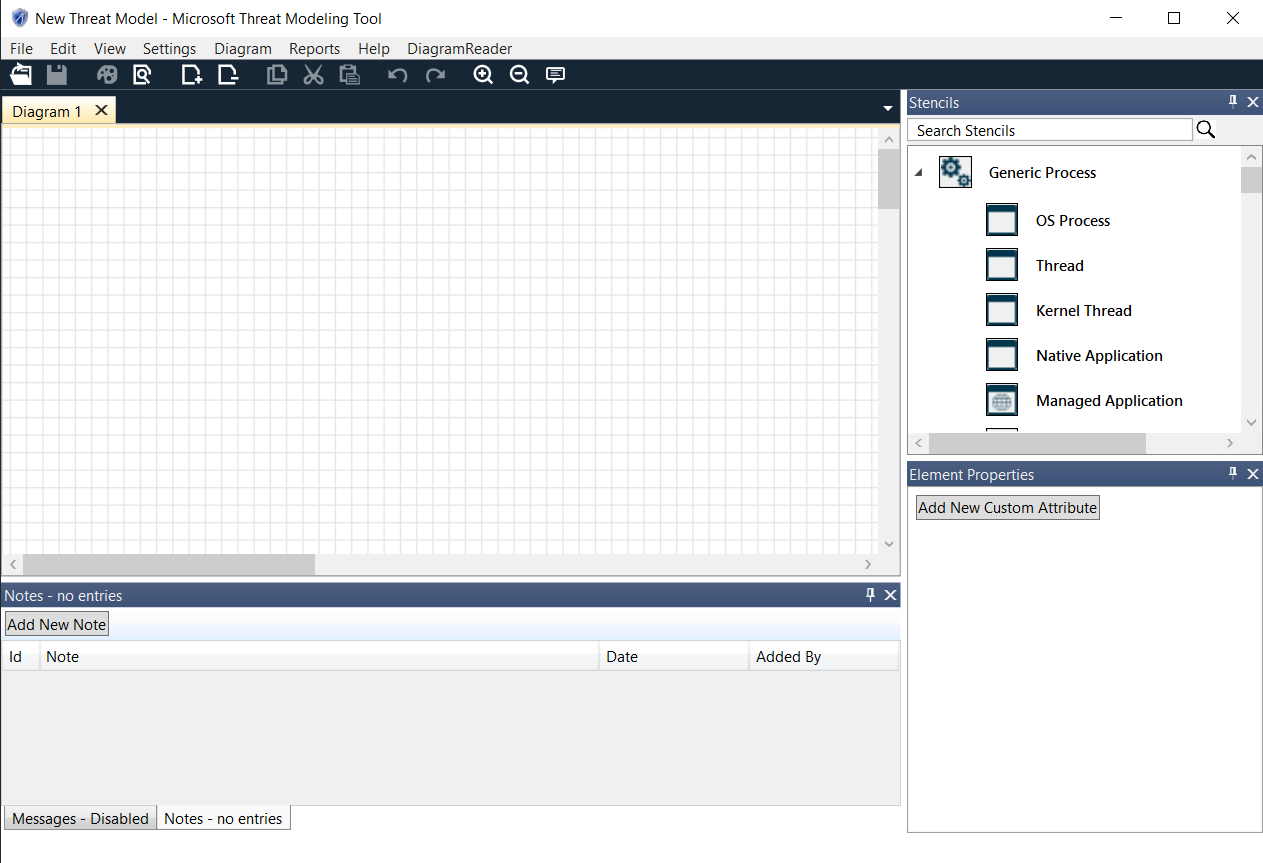 New Threat Model - Microsoft Threat Modeling Tool
File Edit View Settings Diagram Reports Help DiagramReader
Diagram 1
Stencils
Search Stencils
Generic Process
OS Process
Thread
Kernel Thread
Native Application
Managed Application
Element Properties
Add New Custom Attribute
Notes - no entries
Add New Note
Id Note Date Added By
Messages - Disabled Notes - no entries